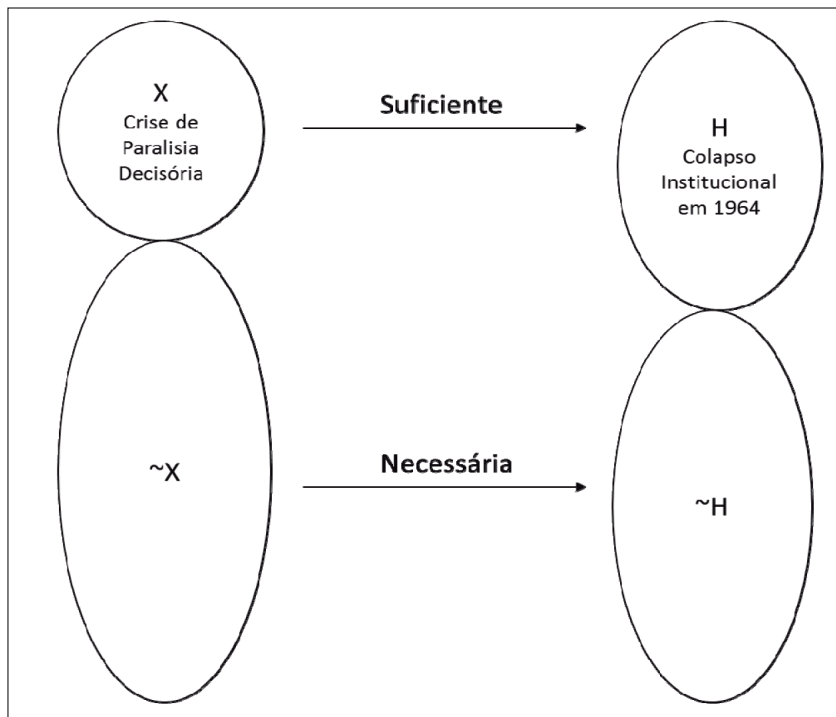 X
Crise de
Paralisia
Decisória
Suficiente
H
Colapso
Institucional
em 1964
~X
Necessária
~H